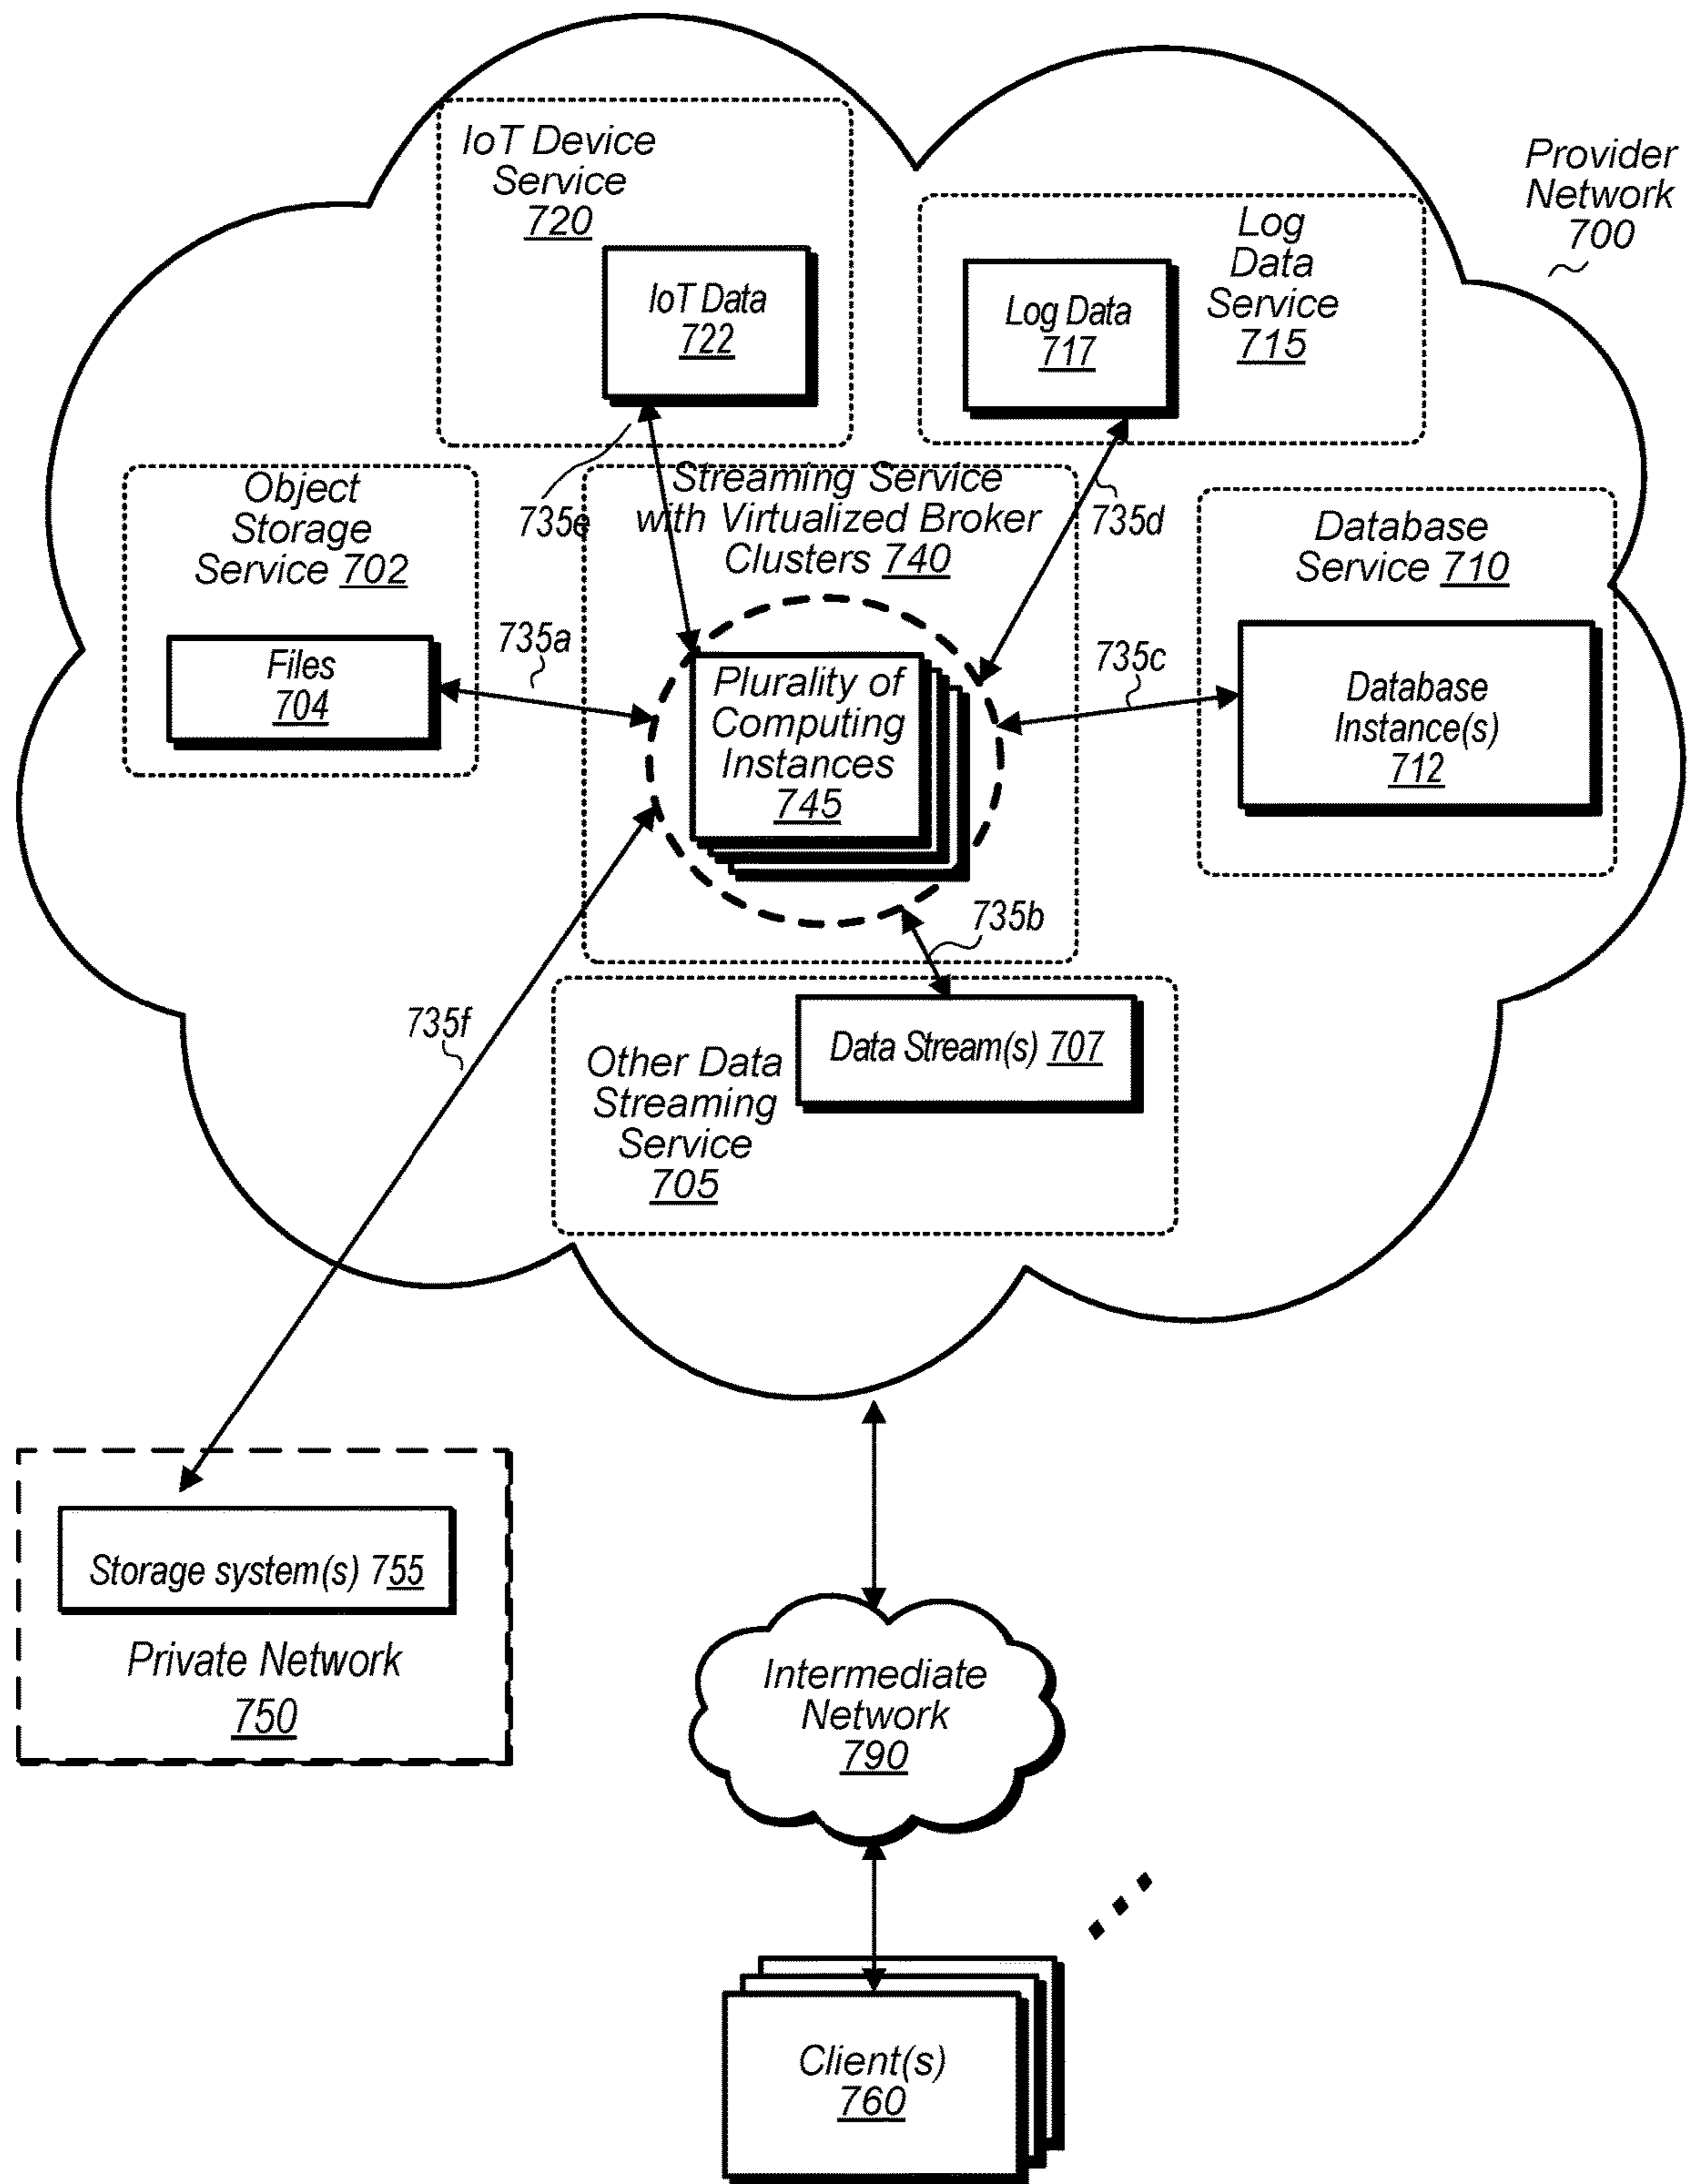 Provider
Network
700
IoT Device
Service
720
IoT Data
722
Log
Data
Service
715
Log Data
717
735e
735d
Object
Storage
Service 702
Files
704
735a
Streaming Service
with Virtualized Broker
Clusters 740
Plurality of
Computing
Instances
745
735c
Database
Service 710
Database
Instance(s)
712
735b
735f
Other Data
Streaming
Service
705
Data Stream(s) 707
Storage system(s) 755
Private Network
750
Intermediate
Network
790
Client(s)
760